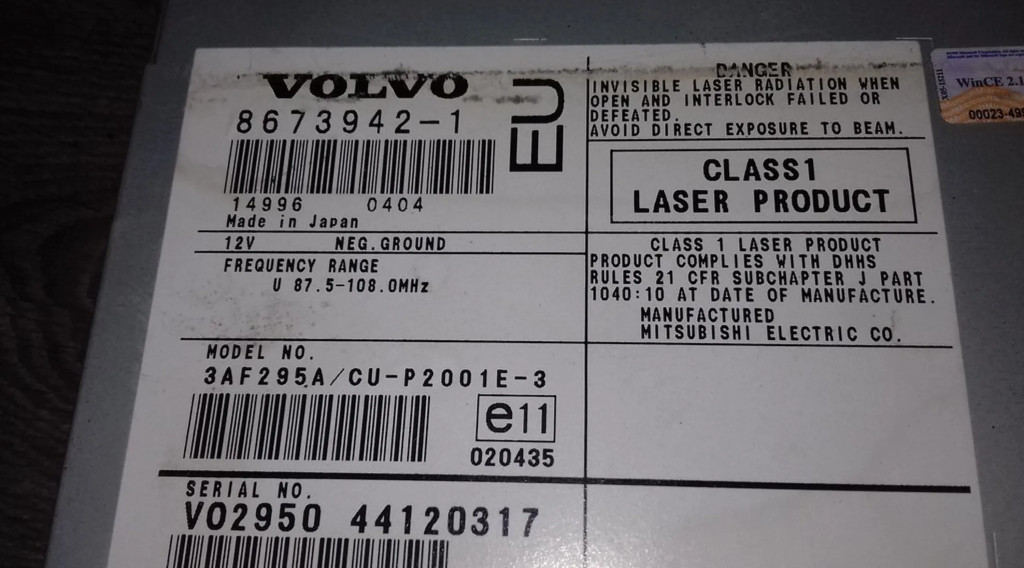 VOLVO
8673942-1
EU
14996 0404
Made in Japan
12V NEG.GROUND
FREQUENCY RANGE
U 87.5-108.0MHz
MODEL NO.
3AF295A/CU-P2001E-3
e11
020435
SERIAL NO.
V02950 44120317
DANGER
INVISIBLE LASER RADIATION WHEN
OPEN AND INTERLOCK FAILED OR
DEFEATED.
AVOID DIRECT EXPOSURE TO BEAM.
CLASS1
LASER PRODUCT
CLASS 1 LASER PRODUCT
PRODUCT COMPLIES WITH DHHS
RULES 21 CFR SUBCHAPTER J PART
1040:10 AT DATE OF MANUFACTURE.
MANUFACTURED
MITSUBISHI ELECTRIC CO.
WinCE 2.1
00023-49